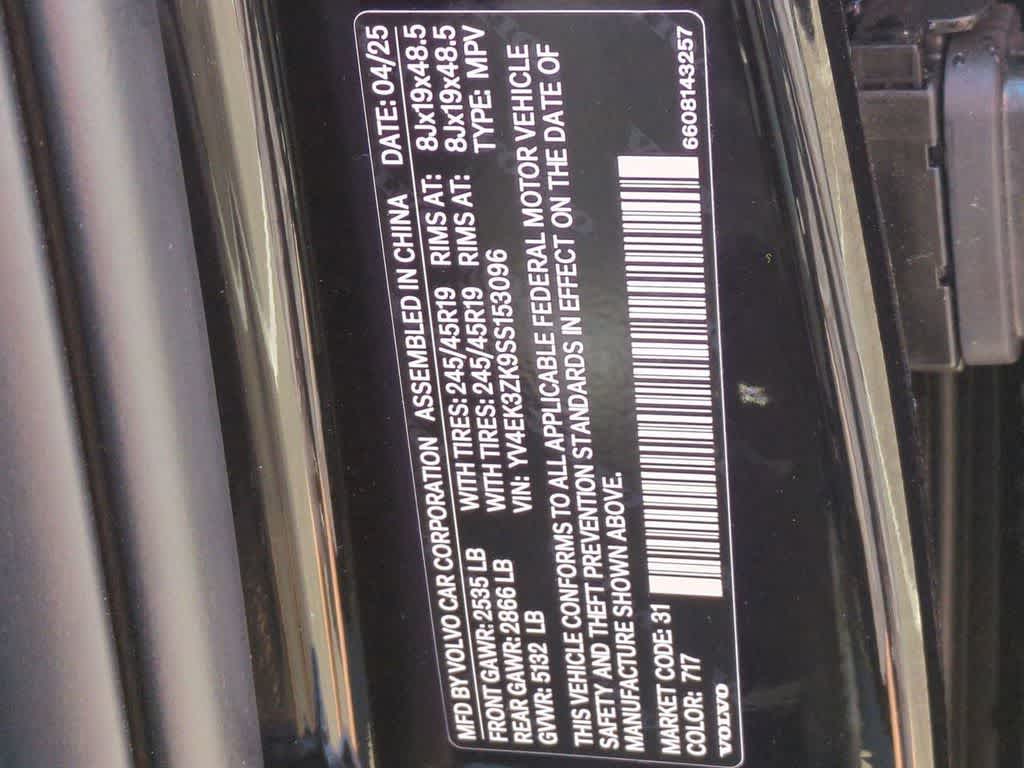 MFD BY VOLVO CAR CORPORATION ASSEMBLED IN CHINA DATE: 04/25
FRONT GAWR: 2535 LB WITH TIRES: 245/45R19 RIMS AT: 8Jx19x48.5
REAR GAWR: 2866 LB WITH TIRES: 245/45R19 RIMS AT: 8Jx19x48.5
GVWR: 5132 LB VIN: YV4EK3ZK9SS153096 TYPE: MPV
THIS VEHICLE CONFORMS TO ALL APPLICABLE FEDERAL MOTOR VEHICLE
SAFETY AND THEFT PREVENTION STANDARDS IN EFFECT ON THE DATE OF
MANUFACTURE SHOWN ABOVE.
MARKET CODE: 31
COLOR: 717
VOLVO 6608143257